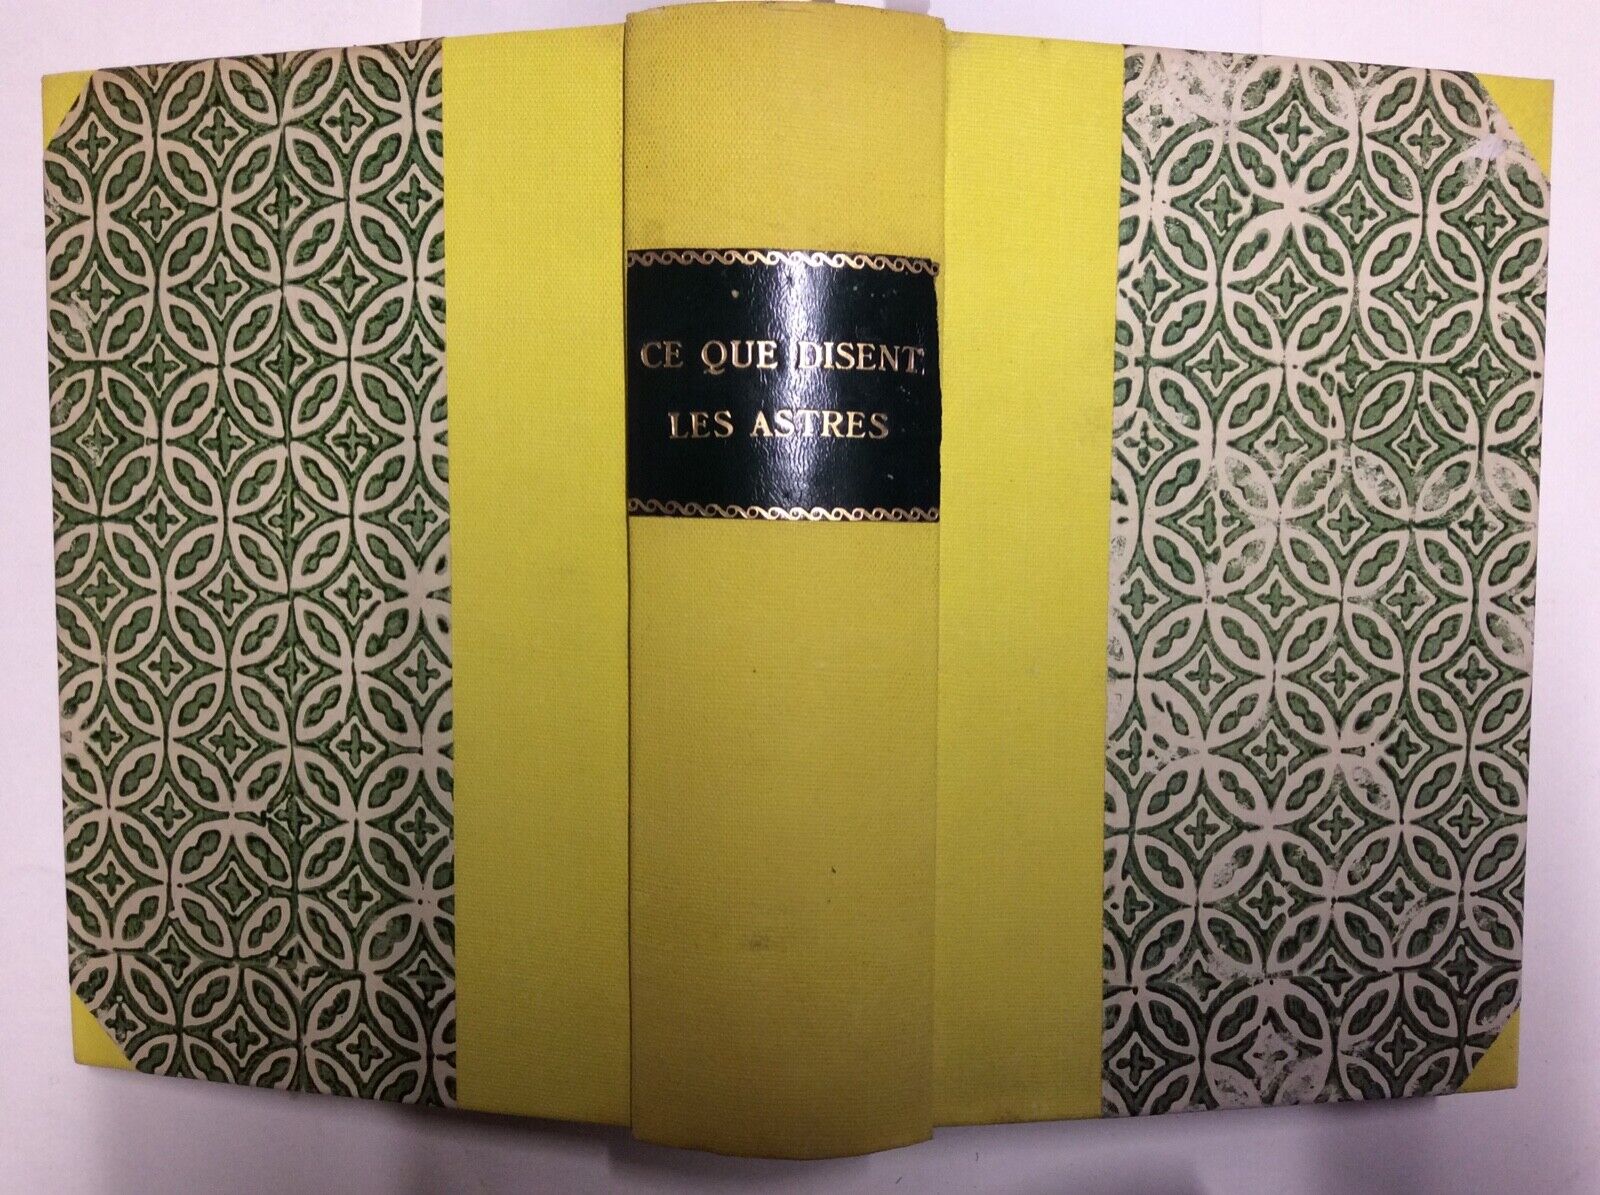 CE QUE DISENT
LES ASTRES